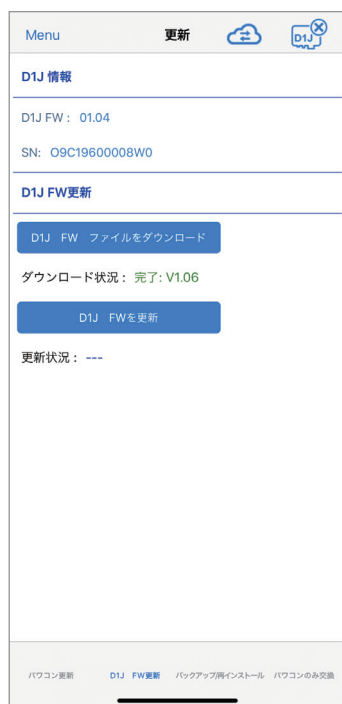 Menu 更新 D1J
D1J 情報
D1J FW： 01.04
SN: O9C19600008W0
D1J FW更新
D1J　FW　ファイルをダウンロード
ダウンロード状況： 完了: V1.06
D1J　FWを更新
更新状況： ---
パワコン更新 D1J　FW更新 バックアップ/再インストール パワコンのみ交換